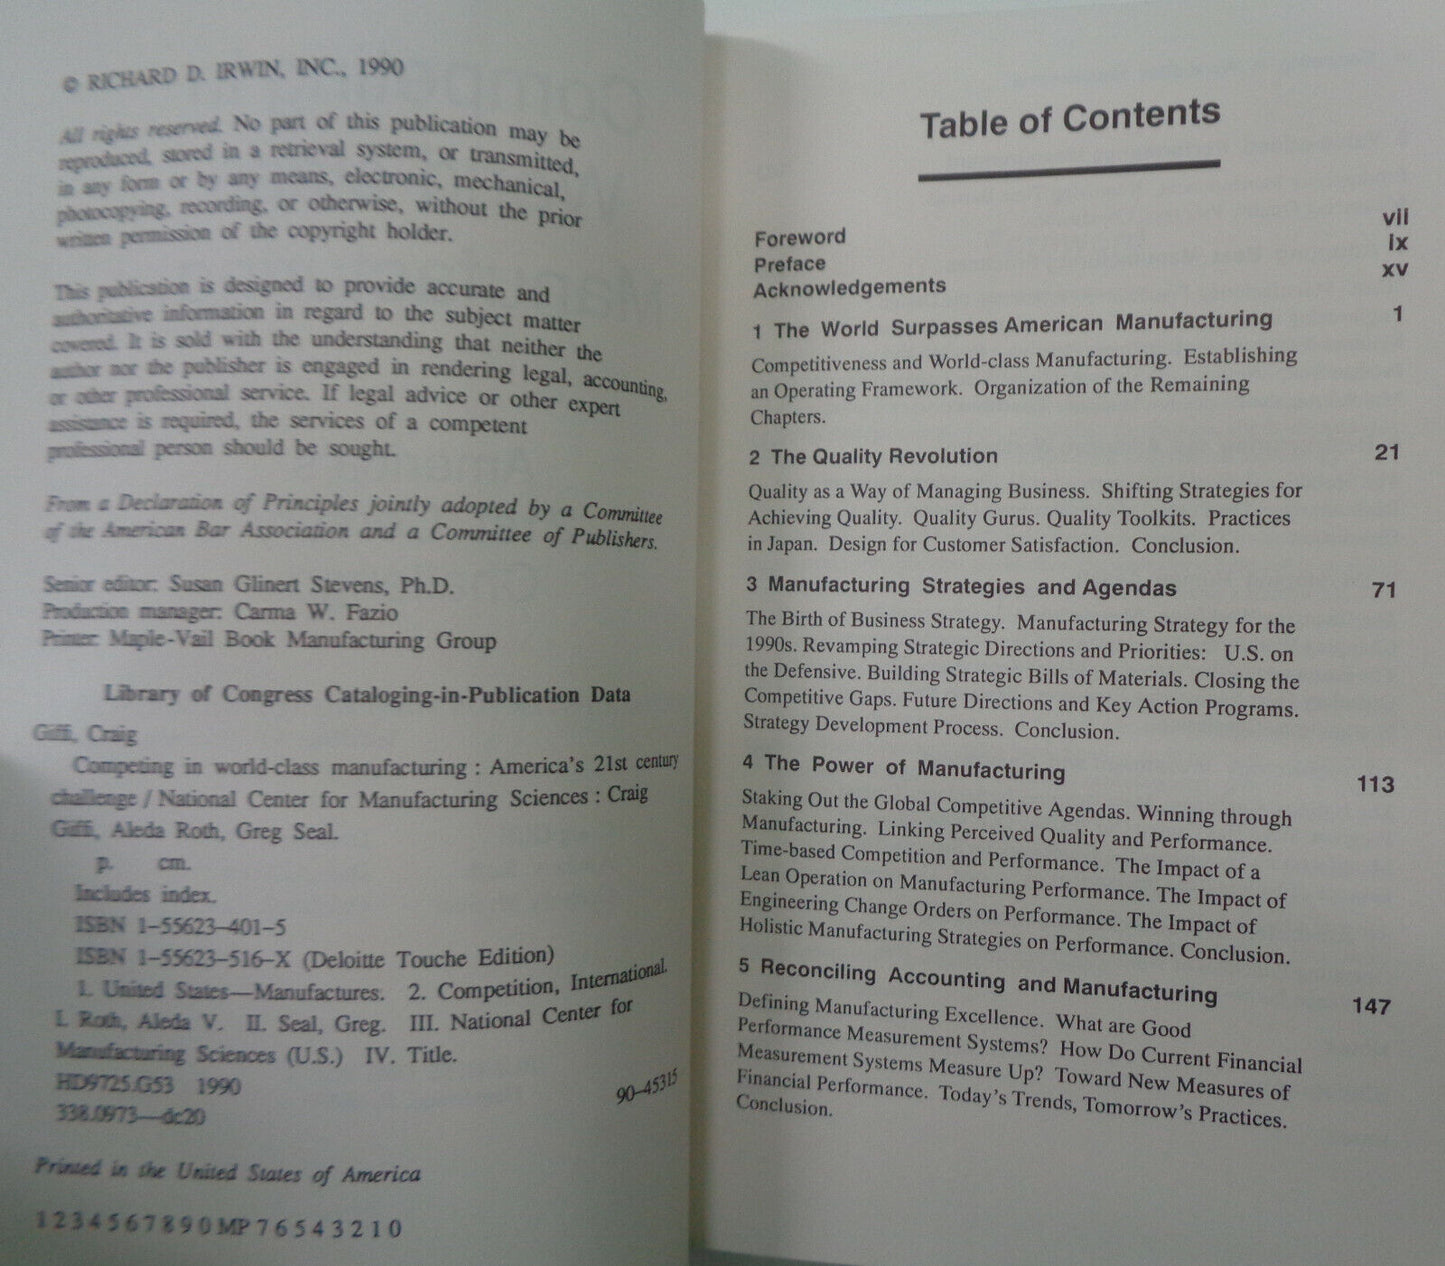 © RICHARD D. IRWIN, INC., 1990
All rights reserved. No part of this publication may be
reproduced, stored in a retrieval system, or transmitted,
in any form or by any means, electronic, mechanical,
photocopying, recording, or otherwise, without the prior
written permission of the copyright holder.
This publication is designed to provide accurate and
authoritative information in regard to the subject matter
covered. It is sold with the understanding that neither the
author nor the publisher is engaged in rendering legal, accounting,
or other professional service. If legal advice or other expert
assistance is required, the services of a competent
professional person should be sought.
From a Declaration of Principles jointly adopted by a Committee
of the American Bar Association and a Committee of Publishers.
Senior editor: Susan Glinert Stevens, Ph.D.
Production manager: Carma W. Fazio
Printer: Maple-Vail Book Manufacturing Group
Library of Congress Cataloging-in-Publication Data
Giffi, Craig
Competing in world-class manufacturing : America's 21st century
challenge / National Center for Manufacturing Sciences : Craig
Giffi, Aleda Roth, Greg Seal.
p. cm.
Includes index.
ISBN 1–55623–401–5
ISBN 1–55623–516–X (Deloitte Touche Edition)
1. United States—Manufactures. 2. Competition, International.
I. Roth, Aleda V. II. Seal, Greg. III. National Center for
Manufacturing Sciences (U.S.) IV. Title.
HD9725.G53 1990
338.0973—dc20
90–45315
Printed in the United States of America
1 2 3 4 5 6 7 8 9 0 MP 7 6 5 4 3 2 1 0
Table of Contents
Foreword vii
Preface ix
Acknowledgements xv
1 The World Surpasses American Manufacturing 1
Competitiveness and World-class Manufacturing. Establishing
an Operating Framework. Organization of the Remaining
Chapters.
2 The Quality Revolution 21
Quality as a Way of Managing Business. Shifting Strategies for
Achieving Quality. Quality Gurus. Quality Toolkits. Practices
in Japan. Design for Customer Satisfaction. Conclusion.
3 Manufacturing Strategies and Agendas 71
The Birth of Business Strategy. Manufacturing Strategy for the
1990s. Revamping Strategic Directions and Priorities: U.S. on
the Defensive. Building Strategic Bills of Materials. Closing the
Competitive Gaps. Future Directions and Key Action Programs.
Strategy Development Process. Conclusion.
4 The Power of Manufacturing 113
Staking Out the Global Competitive Agendas. Winning through
Manufacturing. Linking Perceived Quality and Performance.
Time-based Competition and Performance. The Impact of a
Lean Operation on Manufacturing Performance. The Impact of
Engineering Change Orders on Performance. The Impact of
Holistic Manufacturing Strategies on Performance. Conclusion.
5 Reconciling Accounting and Manufacturing 147
Defining Manufacturing Excellence. What are Good
Performance Measurement Systems? How Do Current Financial
Measurement Systems Measure Up? Toward New Measures of
Financial Performance. Today's Trends, Tomorrow's Practices.
Conclusion.